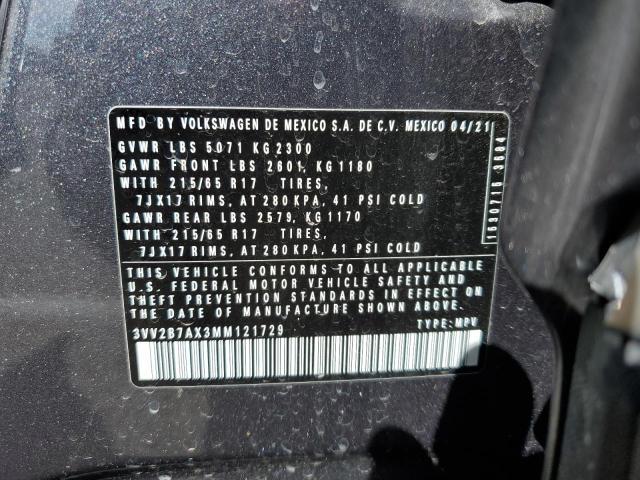 MFD BY VOLKSWAGEN DE MEXICO S.A. DE C.V. MEXICO 04/21
GVWR LBS 5071 KG 2300
GAWR FRONT LBS 2601, KG 1180
WITH 215/65 R17 TIRES,
7JX17 RIMS, AT 280 KPA, 41 PSI COLD
GAWR REAR LBS 2579, KG 1170
WITH 215/65 R17 TIRES,
7JX17 RIMS, AT 280 KPA, 41 PSI COLD
THIS VEHICLE CONFORMS TO ALL APPLICABLE
U.S. FEDERAL MOTOR VEHICLE SAFETY AND
THEFT PREVENTION STANDARDS IN EFFECT ON
THE DATE OF MANUFACTURE SHOWN ABOVE
3VV2B7AX3MM121729 TYPE: MPV
1630715 3684